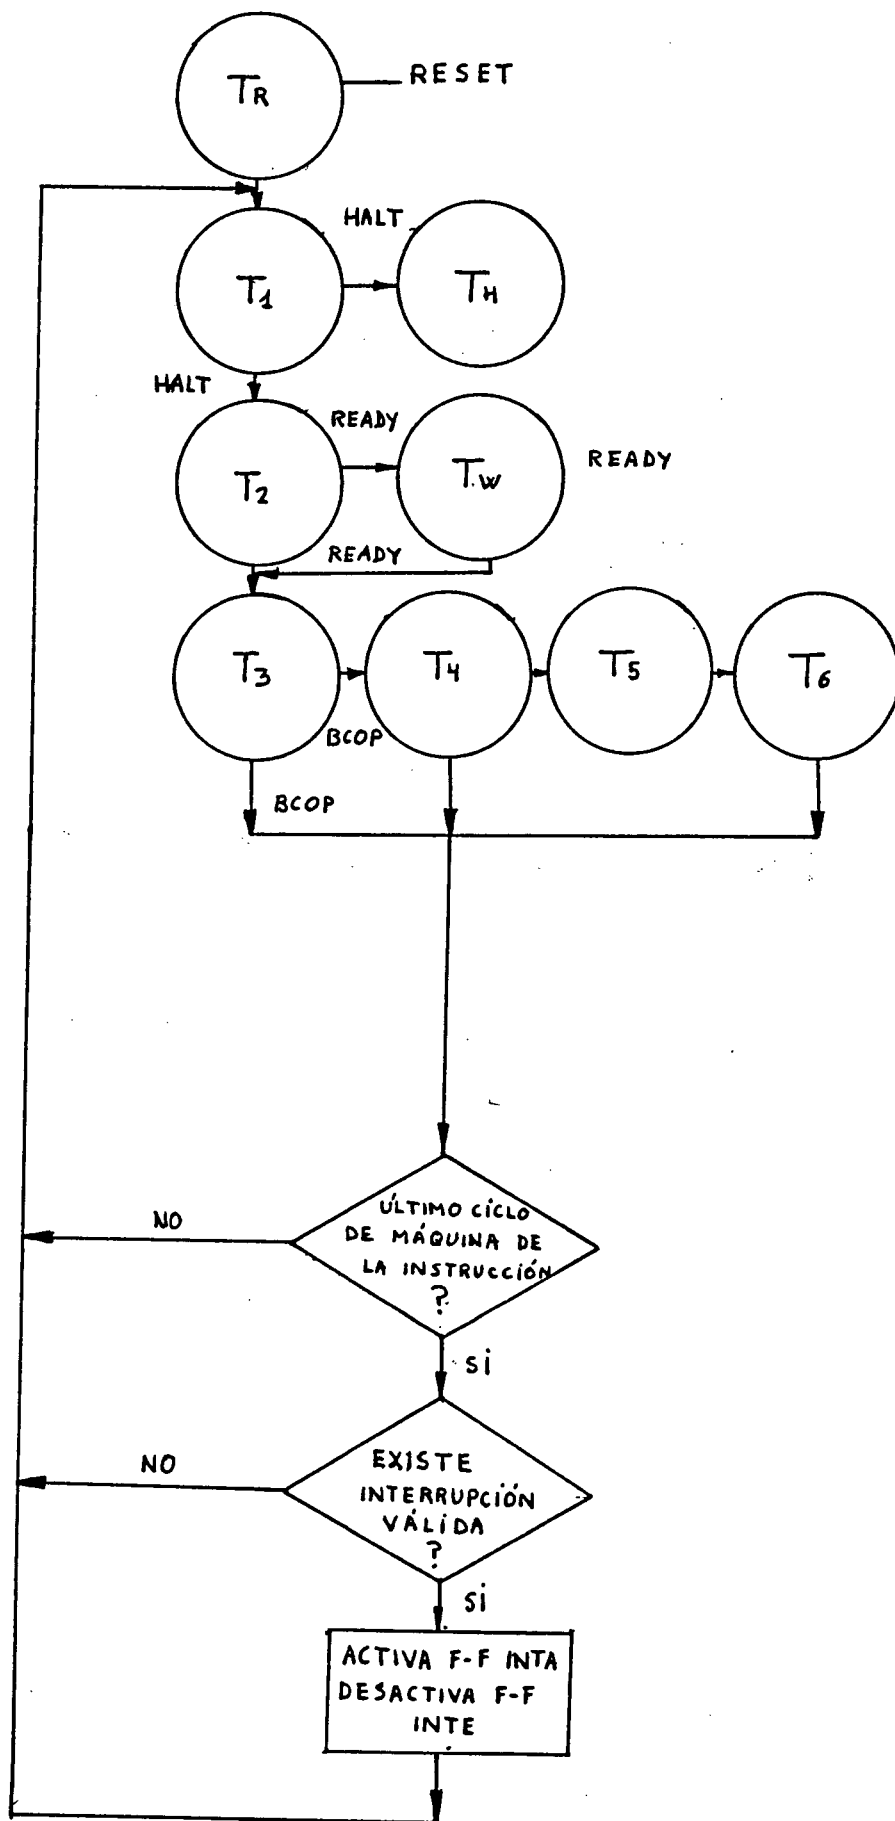 TR
RESET
HALT
T1
TH
HALT
READY
T2
T.W
READY
READY
T3
T4
T5
T6
BCOP
BCOP
ÚLTIMO CICLO
DE MÁQUINA DE
LA INSTRUCCIÓN
?
NO
SI
EXISTE
INTERRUPCIÓN
VÁLIDA
?
NO
SI
ACTIVA F-F INTA
DESACTIVA F-F
INTE